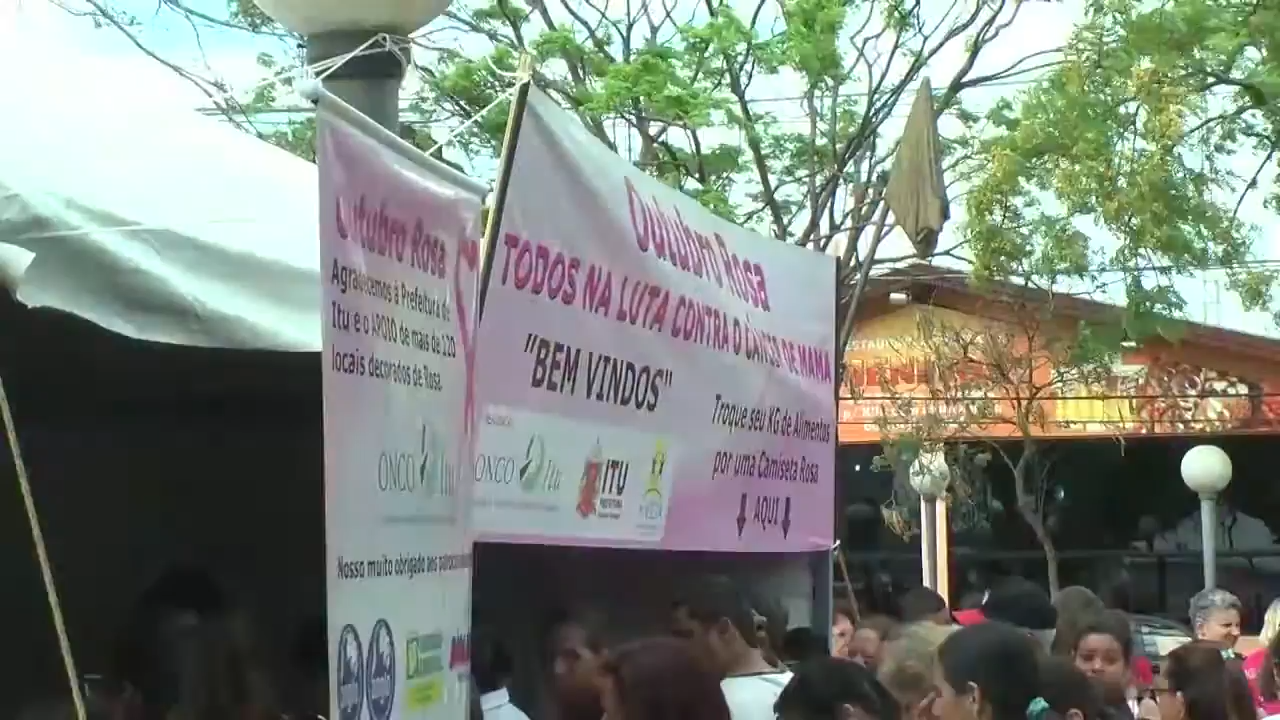 Outubro Rosa
Agradecemos à Prefeitura de
Itu e o APOIO de mais de 120
locais decorados de Rosa
ONCO Itu
Nosso muito obrigado aos
Outubro Rosa
TODOS NA LUTA CONTRA O CÂNCER DE MAMA
"BEM VINDOS"
Troque seu KG de Alimentos
por uma Camiseta Rosa
AQUI
ONCO Itu
ITU
PREFEITURA